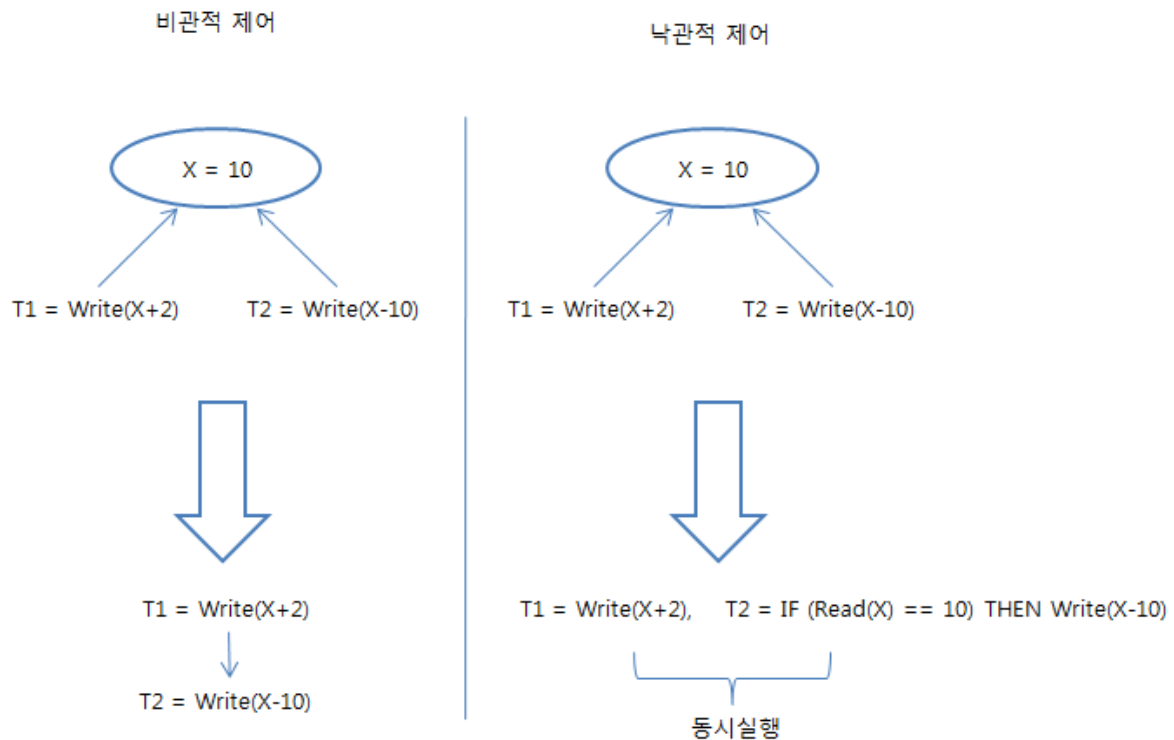 비관적 제어
낙관적 제어
X = 10
X = 10
T1 = Write(X+2)
T2 = Write(X-10)
T1 = Write(X+2)
T2 = Write(X-10)
T1 = Write(X+2)
T2 = Write(X-10)
T1 = Write(X+2),
T2 = IF (Read(X) == 10) THEN Write(X-10)
동시실행